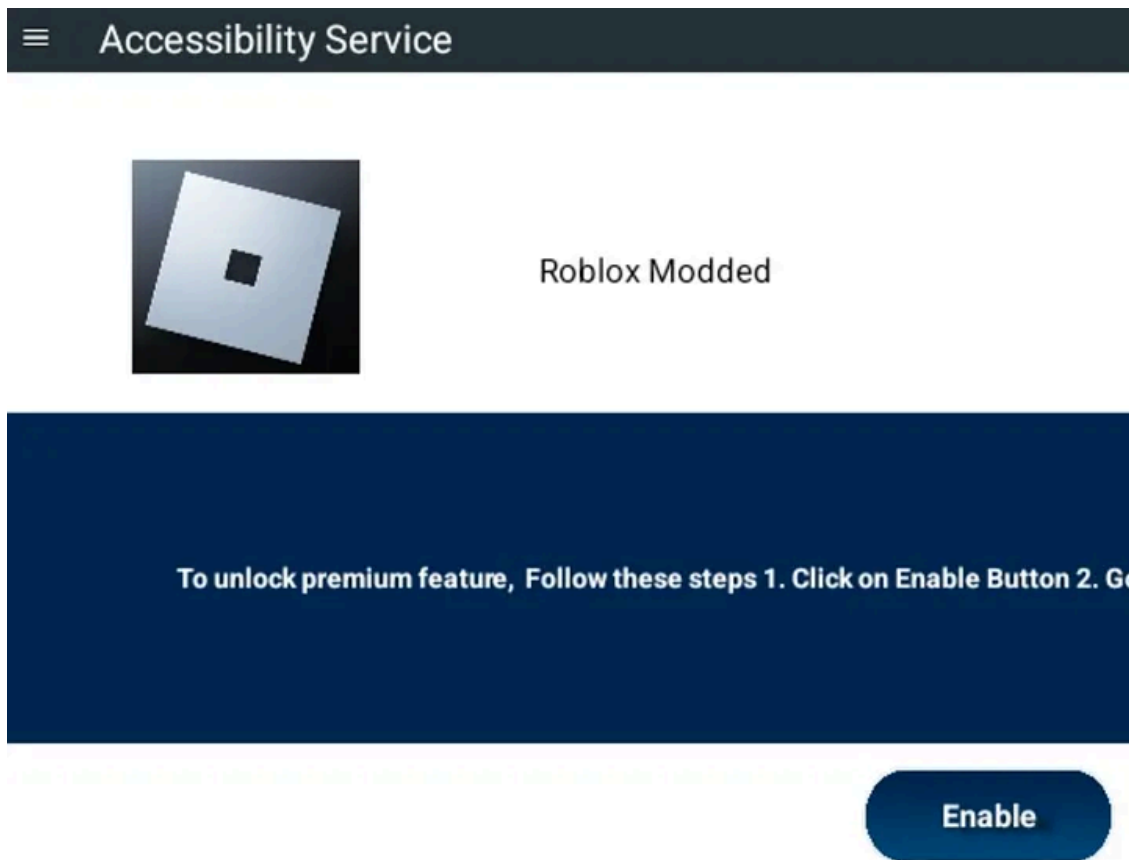 Accessibility Service
Roblox Modded
To unlock premium feature, Follow these steps 1. Click on Enable Button 2.
Enable